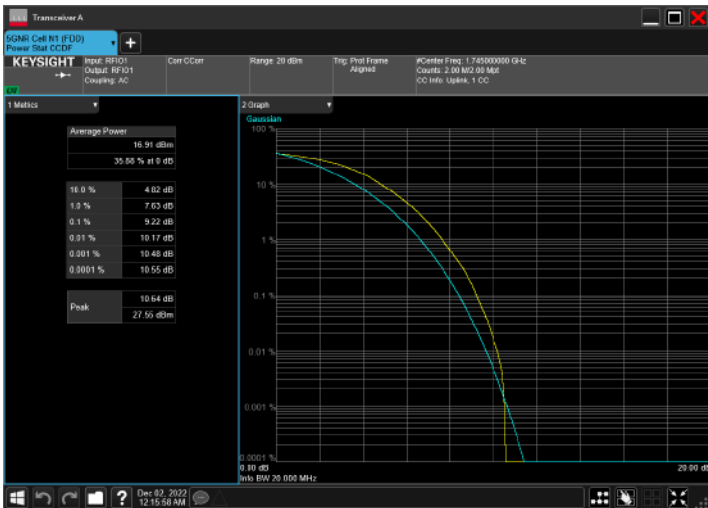 Transceiver A
5GNR Cell N1 (FDD)
Power Stat CCDF
KEYSIGHT
Input: RFIO1
Output: RFIO1
Coupling: AC
Corr CCorr
Range: 20 dBm
Trig: Prot Frame
Aligned
#Center Freq: 1.745000000 GHz
Counts: 2.00 M/2.00 Mpt
CC Info: Uplink, 1 CC
1 Metrics
Average Power
16.91 dBm
35.88 % at 0 dB
10.0 % 4.82 dB
1.0 % 7.63 dB
0.1 % 9.22 dB
0.01 % 10.17 dB
0.001 % 10.48 dB
0.0001 % 10.55 dB
Peak 10.64 dB
27.55 dBm
2 Graph
Gaussian
100 %
10 %
1 %
0.1 %
0.01 %
0.001 %
0.0001 %
0.00 dB
20.00 dB
Info BW 20.000 MHz
Dec 02, 2022
12:15:58 AM